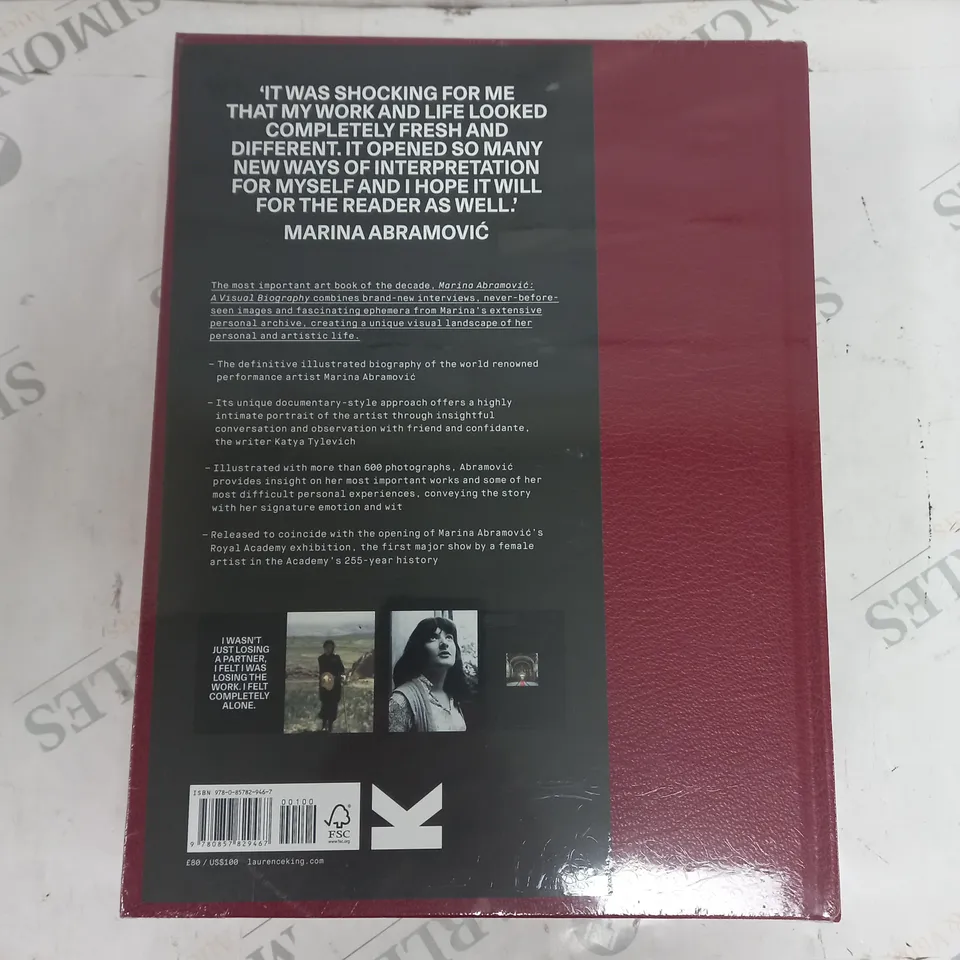 ‘IT WAS SHOCKING FOR ME
THAT MY WORK AND LIFE LOOKED
COMPLETELY FRESH AND
DIFFERENT. IT OPENED SO MANY
NEW WAYS OF INTERPRETATION
FOR MYSELF AND I HOPE IT WILL
FOR THE READER AS WELL.’
MARINA ABRAMOVIĆ
The most important art book of the decade, Marina Abramović:
A Visual Biography combines brand-new interviews, never-before-
seen images and fascinating ephemera from Marina's extensive
personal archive, creating a unique visual landscape of her
personal and artistic life.
– The definitive illustrated biography of the world renowned
performance artist Marina Abramović
– Its unique documentary-style approach offers a highly
intimate portrait of the artist through insightful
conversation and observation with friend and confidante,
the writer Katya Tylevich
– Illustrated with more than 600 photographs, Abramović
provides insight on her most important works and some of her
most difficult personal experiences, conveying the story
with her signature emotion and wit
– Released to coincide with the opening of Marina Abramović's
Royal Academy exhibition, the first major show by a female
artist in the Academy's 255-year history
I WASN'T
JUST LOSING
A PARTNER,
I FELT I WAS
LOSING THE
WORK. I FELT
COMPLETELY
ALONE.
ISBN 978-0-85782-946-7
00100
9 780857 829467
FSC
www.fsc.org
K
£80 / US$100 laurenceking.com
SIMON CHARLES